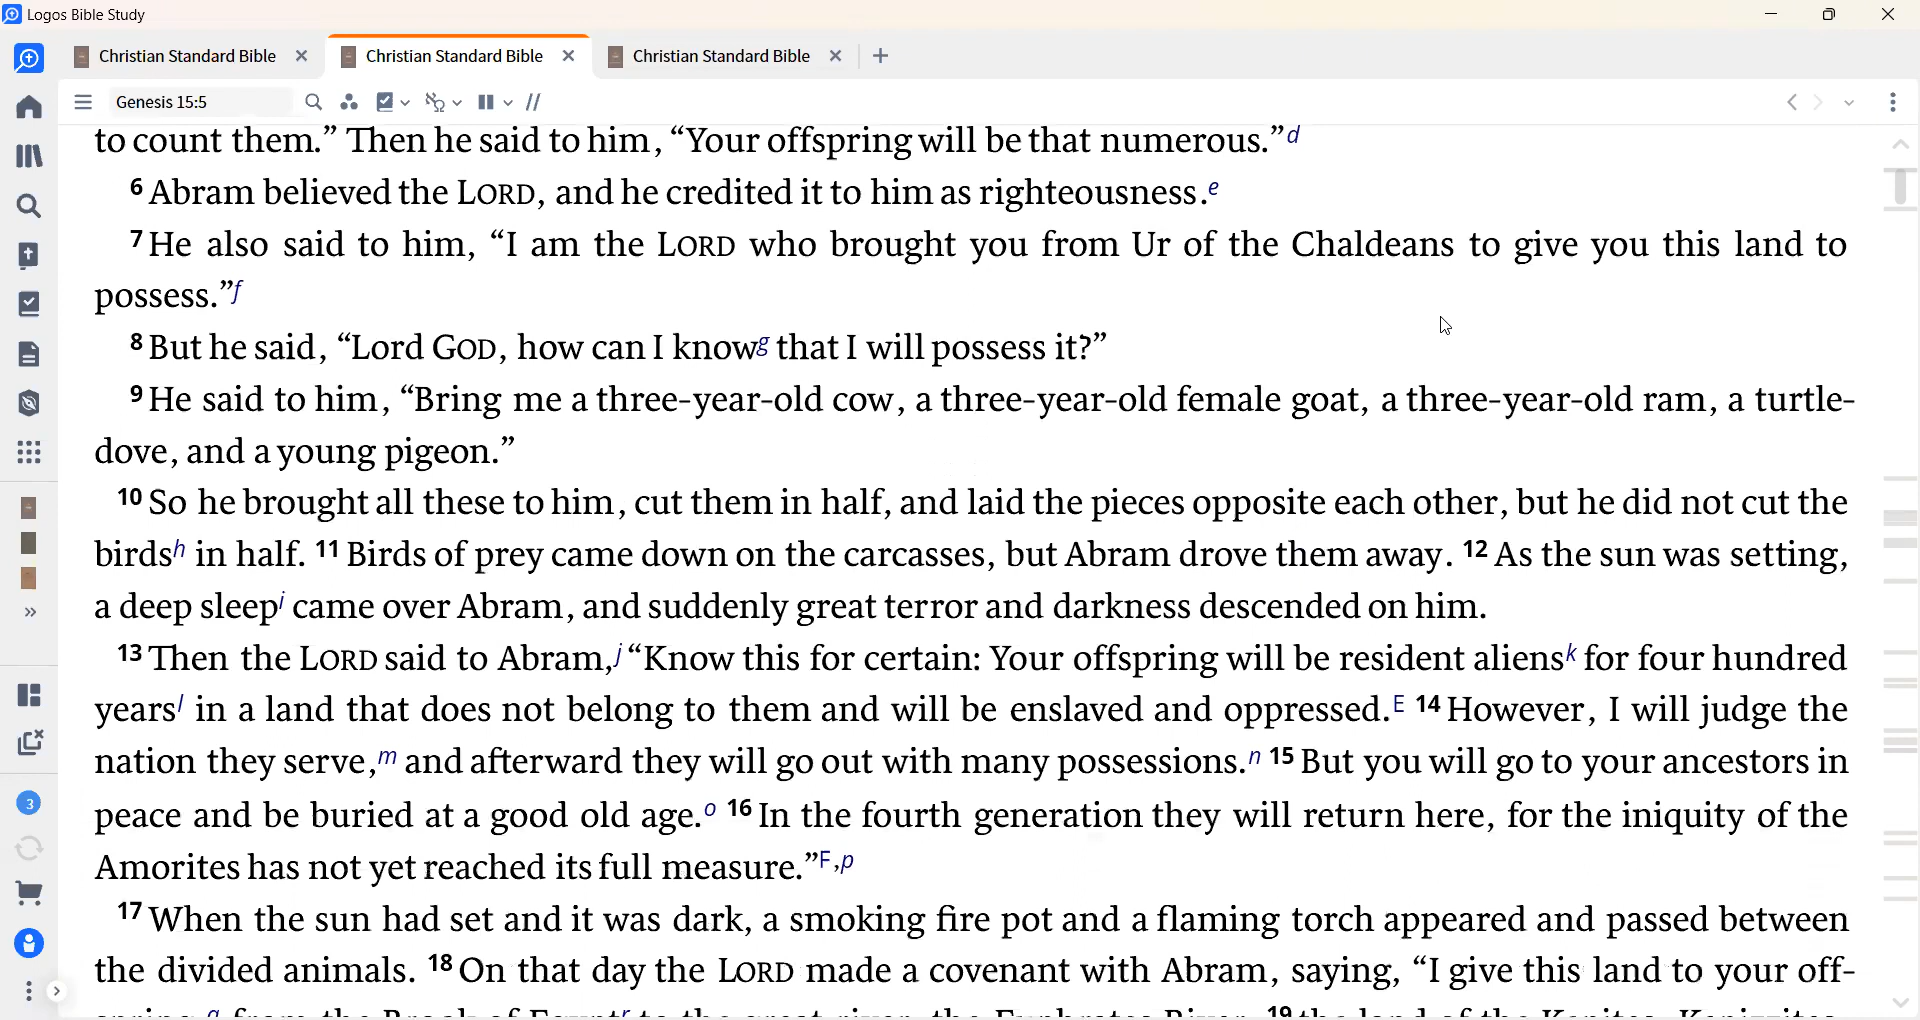 Logos Bible Study
Christian Standard Bible Christian Standard Bible Christian Standard Bible
Genesis 15:5
to count them.” Then he said to him, “Your offspring will be that numerous.”d
6 Abram believed the LORD, and he credited it to him as righteousness.e
7 He also said to him, “I am the LORD who brought you from Ur of the Chaldeans to give you this land to
possess.”f
8 But he said, “Lord GOD, how can I knowg that I will possess it?”
9 He said to him, “Bring me a three-year-old cow, a three-year-old female goat, a three-year-old ram, a turtle-
dove, and a young pigeon.”
10 So he brought all these to him, cut them in half, and laid the pieces opposite each other, but he did not cut the
birdsh in half. 11 Birds of prey came down on the carcasses, but Abram drove them away. 12 As the sun was setting,
a deep sleepi came over Abram, and suddenly great terror and darkness descended on him.
13 Then the LORD said to Abram,j “Know this for certain: Your offspring will be resident aliensk for four hundred
yearsl in a land that does not belong to them and will be enslaved and oppressed.E 14 However, I will judge the
nation they serve,m and afterward they will go out with many possessions.n 15 But you will go to your ancestors in
peace and be buried at a good old age.o 16 In the fourth generation they will return here, for the iniquity of the
Amorites has not yet reached its full measure.”F,p
17 When the sun had set and it was dark, a smoking fire pot and a flaming torch appeared and passed between
the divided animals. 18 On that day the LORD made a covenant with Abram, saying, “I give this land to your off-
3